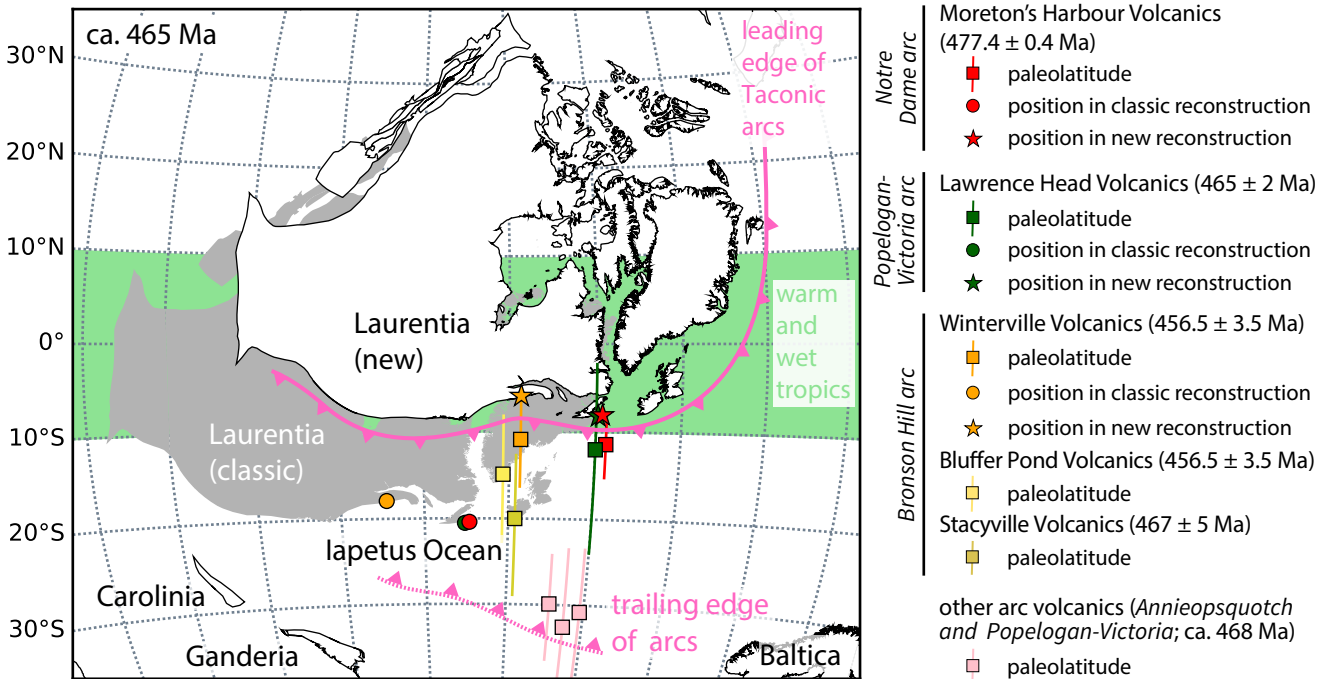 ca. 465 Ma
30°N
20°N
10°N
0°
10°S
20°S
30°S
leading
edge of
Taconic
arcs
Laurentia
(new)
warm
and
wet
tropics
Laurentia
(classic)
Iapetus Ocean
Carolinia
Ganderia
trailing edge
of arcs
Baltica
Notre
Dame arc
Moreton's Harbour Volcanics
(477.4 ± 0.4 Ma)
paleolatitude
position in classic reconstruction
position in new reconstruction
Popelogan-
Victoria arc
Lawrence Head Volcanics (465 ± 2 Ma)
paleolatitude
position in classic reconstruction
position in new reconstruction
Bronson Hill arc
Winterville Volcanics (456.5 ± 3.5 Ma)
paleolatitude
position in classic reconstruction
position in new reconstruction
Bluffer Pond Volcanics (456.5 ± 3.5 Ma)
paleolatitude
Stacyville Volcanics (467 ± 5 Ma)
paleolatitude
other arc volcanics (Annieopsquotch
and Popelogan-Victoria; ca. 468 Ma)
paleolatitude